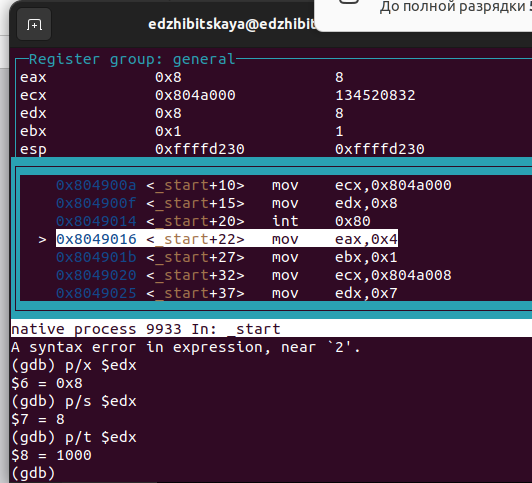 До полной разрядки
edzhibitskaya@edzhibit
Register group: general
eax 0x8 8
ecx 0x804a000 134520832
edx 0x8 8
ebx 0x1 1
esp 0xffffd230 0xffffd230
0x804900a <_start+10> mov ecx,0x804a000
0x804900f <_start+15> mov edx,0x8
0x8049014 <_start+20> int 0x80
> 0x8049016 <_start+22> mov eax,0x4
0x804901b <_start+27> mov ebx,0x1
0x8049020 <_start+32> mov ecx,0x804a008
0x8049025 <_start+37> mov edx,0x7
native process 9933 In: _start
A syntax error in expression, near `2'.
(gdb) p/x $edx
$6 = 0x8
(gdb) p/s $edx
$7 = 8
(gdb) p/t $edx
$8 = 1000
(gdb)